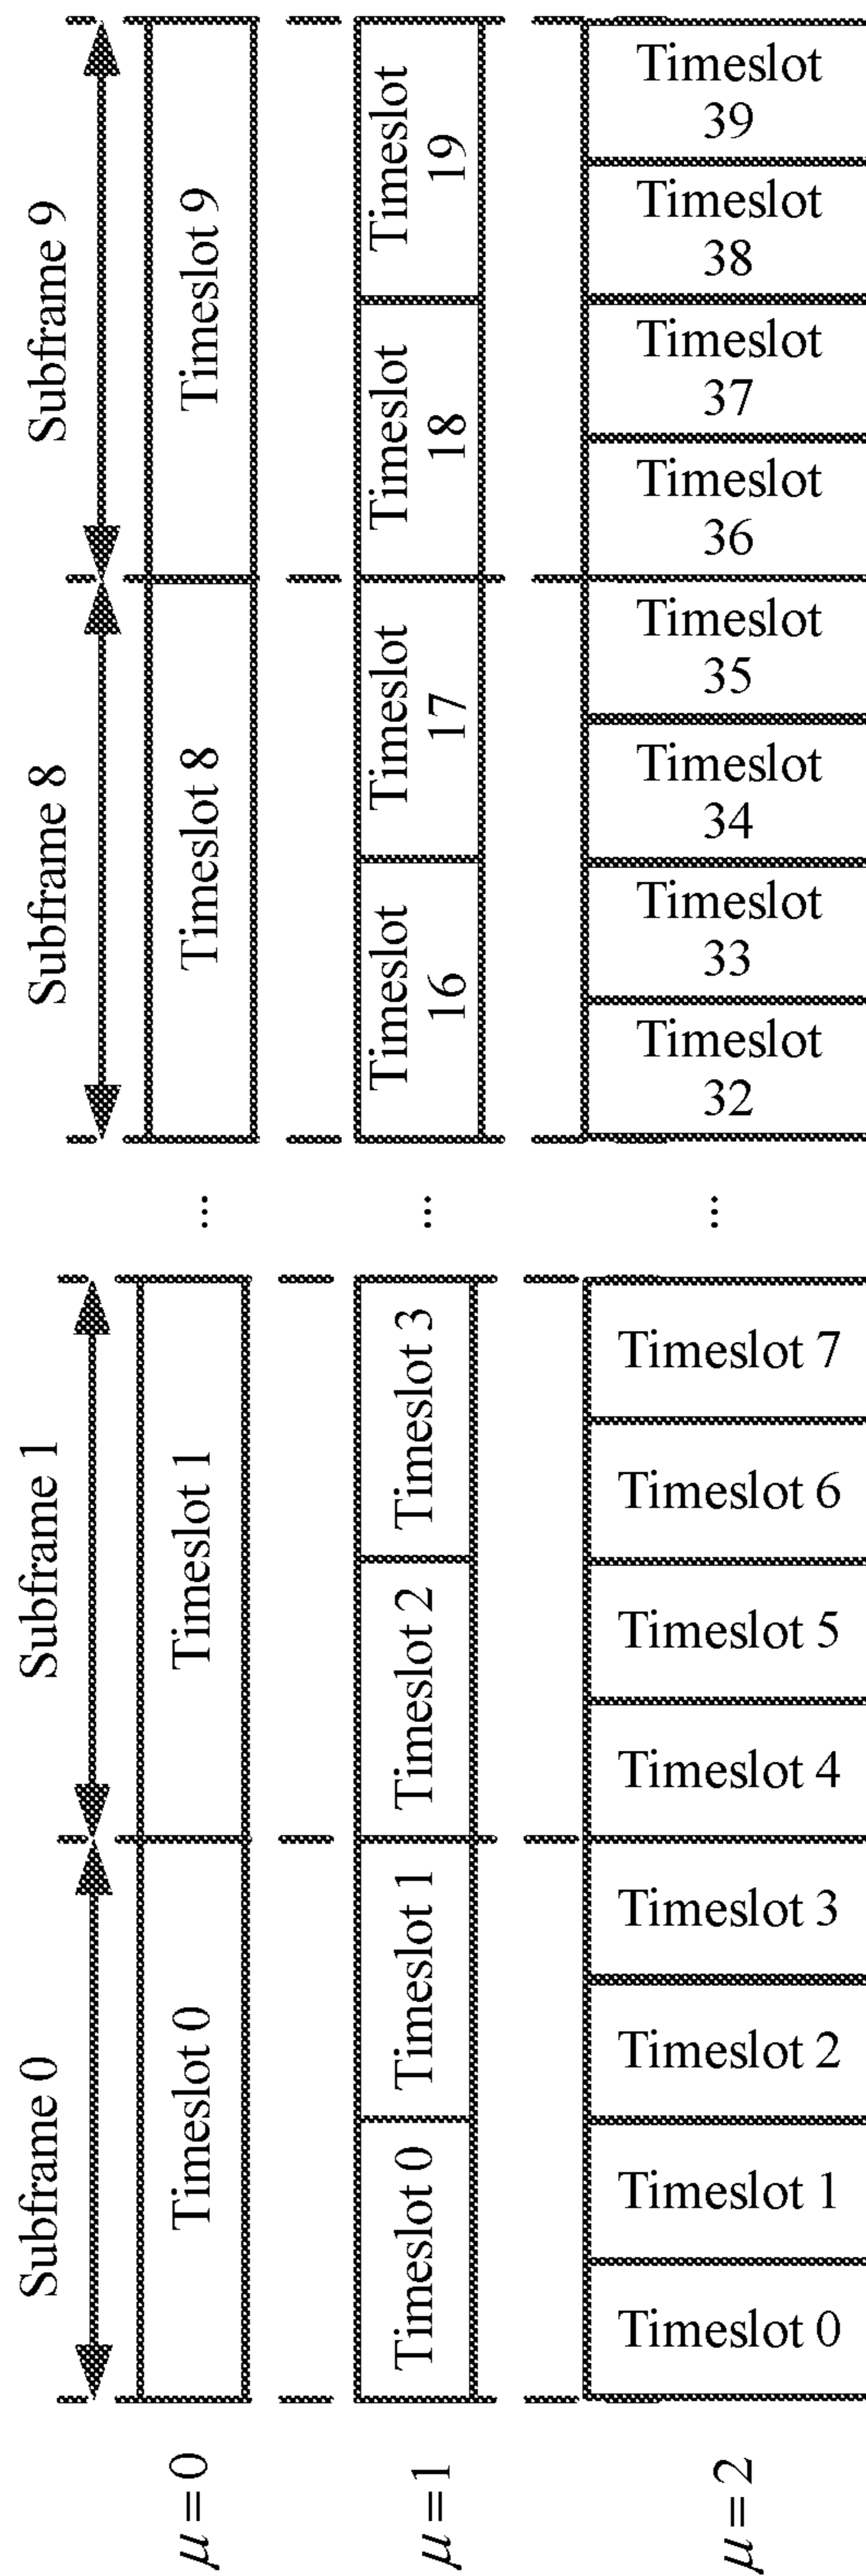 Subframe 0
Subframe 1
Subframe 8
Subframe 9
μ=0
Timeslot 0
Timeslot 1
...
Timeslot 8
Timeslot 9
μ=1
Timeslot 0
Timeslot 1
Timeslot 2
Timeslot 3
...
Timeslot
16
Timeslot
17
Timeslot
18
Timeslot
19
μ=2
Timeslot 0
Timeslot 1
Timeslot 2
Timeslot 3
Timeslot 4
Timeslot 5
Timeslot 6
Timeslot 7
...
Timeslot
32
Timeslot
33
Timeslot
34
Timeslot
35
Timeslot
36
Timeslot
37
Timeslot
38
Timeslot
39